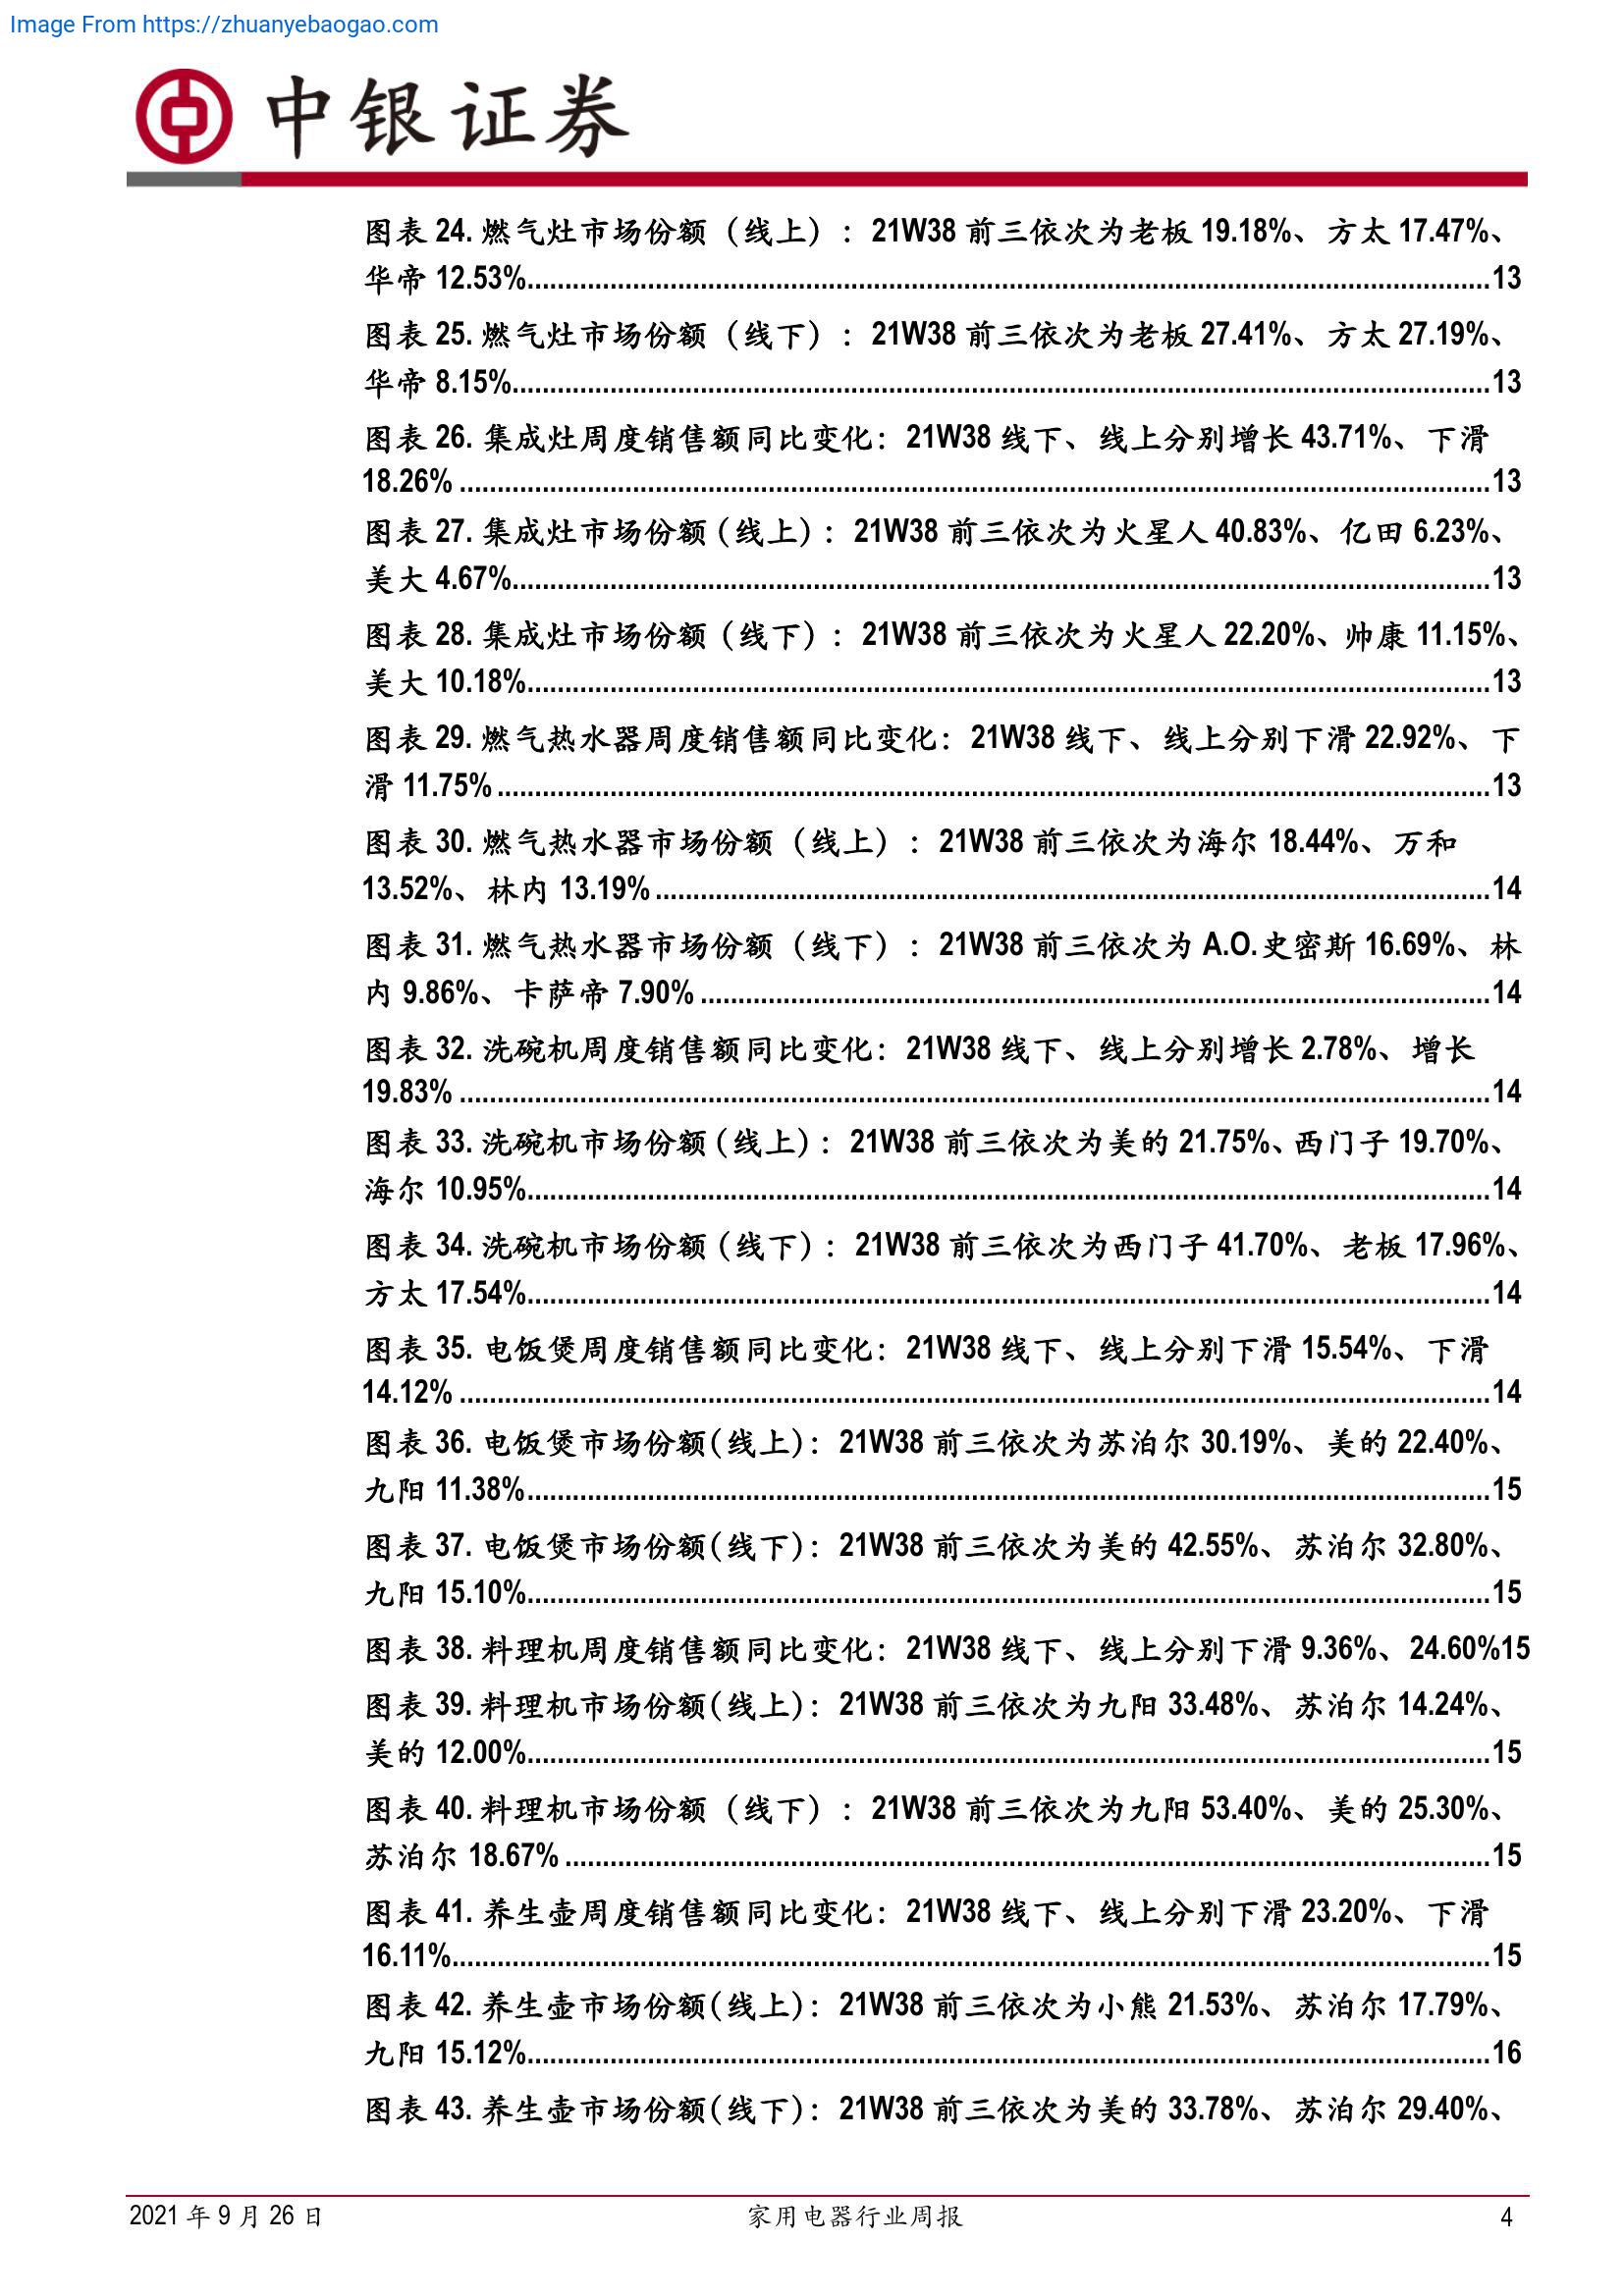 Image From https://zhuanyebaogao.com
中银证券
图表 24. 燃气灶市场份额（线上）：21W38 前三依次为老板 19.18%、方太 17.47%、
华帝 12.53%....................13
图表 25. 燃气灶市场份额（线下）：21W38 前三依次为老板 27.41%、方太 27.19%、
华帝 8.15%....................13
图表 26. 集成灶周度销售额同比变化：21W38 线下、线上分别增长 43.71%、下滑
18.26% ....................13
图表 27. 集成灶市场份额（线上）：21W38 前三依次为火星人 40.83%、亿田 6.23%、
美大 4.67%....................13
图表 28. 集成灶市场份额（线下）：21W38 前三依次为火星人 22.20%、帅康 11.15%、
美大 10.18%....................13
图表 29. 燃气热水器周度销售额同比变化：21W38 线下、线上分别下滑 22.92%、下
滑 11.75% ....................13
图表 30. 燃气热水器市场份额（线上）：21W38 前三依次为海尔 18.44%、万和
13.52%、林内 13.19% ....................14
图表 31. 燃气热水器市场份额（线下）：21W38 前三依次为 A.O.史密斯 16.69%、林
内 9.86%、卡萨帝 7.90% ....................14
图表 32. 洗碗机周度销售额同比变化：21W38 线下、线上分别增长 2.78%、增长
19.83% ....................14
图表 33. 洗碗机市场份额（线上）：21W38 前三依次为美的 21.75%、西门子 19.70%、
海尔 10.95%....................14
图表 34. 洗碗机市场份额（线下）：21W38 前三依次为西门子 41.70%、老板 17.96%、
方太 17.54%....................14
图表 35. 电饭煲周度销售额同比变化：21W38 线下、线上分别下滑 15.54%、下滑
14.12% ....................14
图表 36. 电饭煲市场份额（线上）：21W38 前三依次为苏泊尔 30.19%、美的 22.40%、
九阳 11.38%....................15
图表 37. 电饭煲市场份额（线下）：21W38 前三依次为美的 42.55%、苏泊尔 32.80%、
九阳 15.10%....................15
图表 38. 料理机周度销售额同比变化：21W38 线下、线上分别下滑 9.36%、24.60%15
图表 39. 料理机市场份额（线上）：21W38 前三依次为九阳 33.48%、苏泊尔 14.24%、
美的 12.00%....................15
图表 40. 料理机市场份额（线下）：21W38 前三依次为九阳 53.40%、美的 25.30%、
苏泊尔 18.67% ....................15
图表 41. 养生壶周度销售额同比变化：21W38 线下、线上分别下滑 23.20%、下滑
16.11%....................15
图表 42. 养生壶市场份额（线上）：21W38 前三依次为小熊 21.53%、苏泊尔 17.79%、
九阳 15.12%....................16
图表 43. 养生壶市场份额（线下）：21W38 前三依次为美的 33.78%、苏泊尔 29.40%、
2021 年 9 月 26 日 家用电器行业周报 4